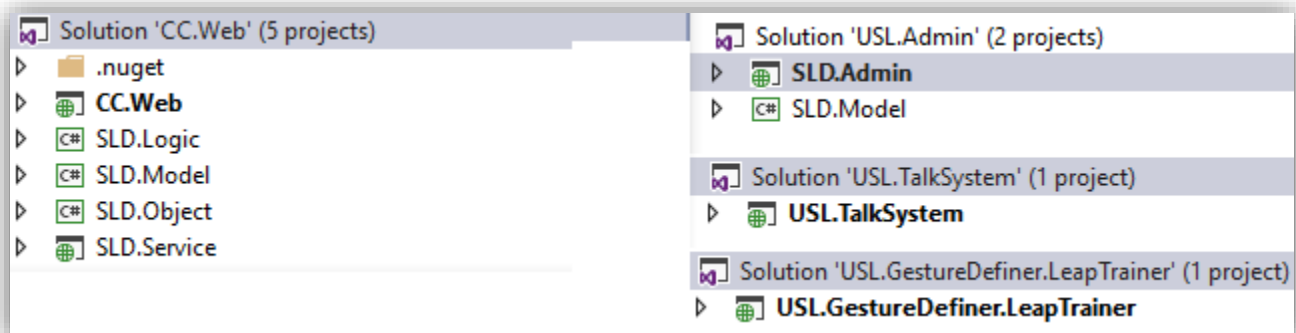 Solution 'CC.Web' (5 projects)
.nuget
CC.Web
C# SLD.Logic
C# SLD.Model
C# SLD.Object
SLD.Service
Solution 'USL.Admin' (2 projects)
SLD.Admin
C# SLD.Model
Solution 'USL.TalkSystem' (1 project)
USL.TalkSystem
Solution 'USL.GestureDefiner.LeapTrainer' (1 project)
USL.GestureDefiner.LeapTrainer